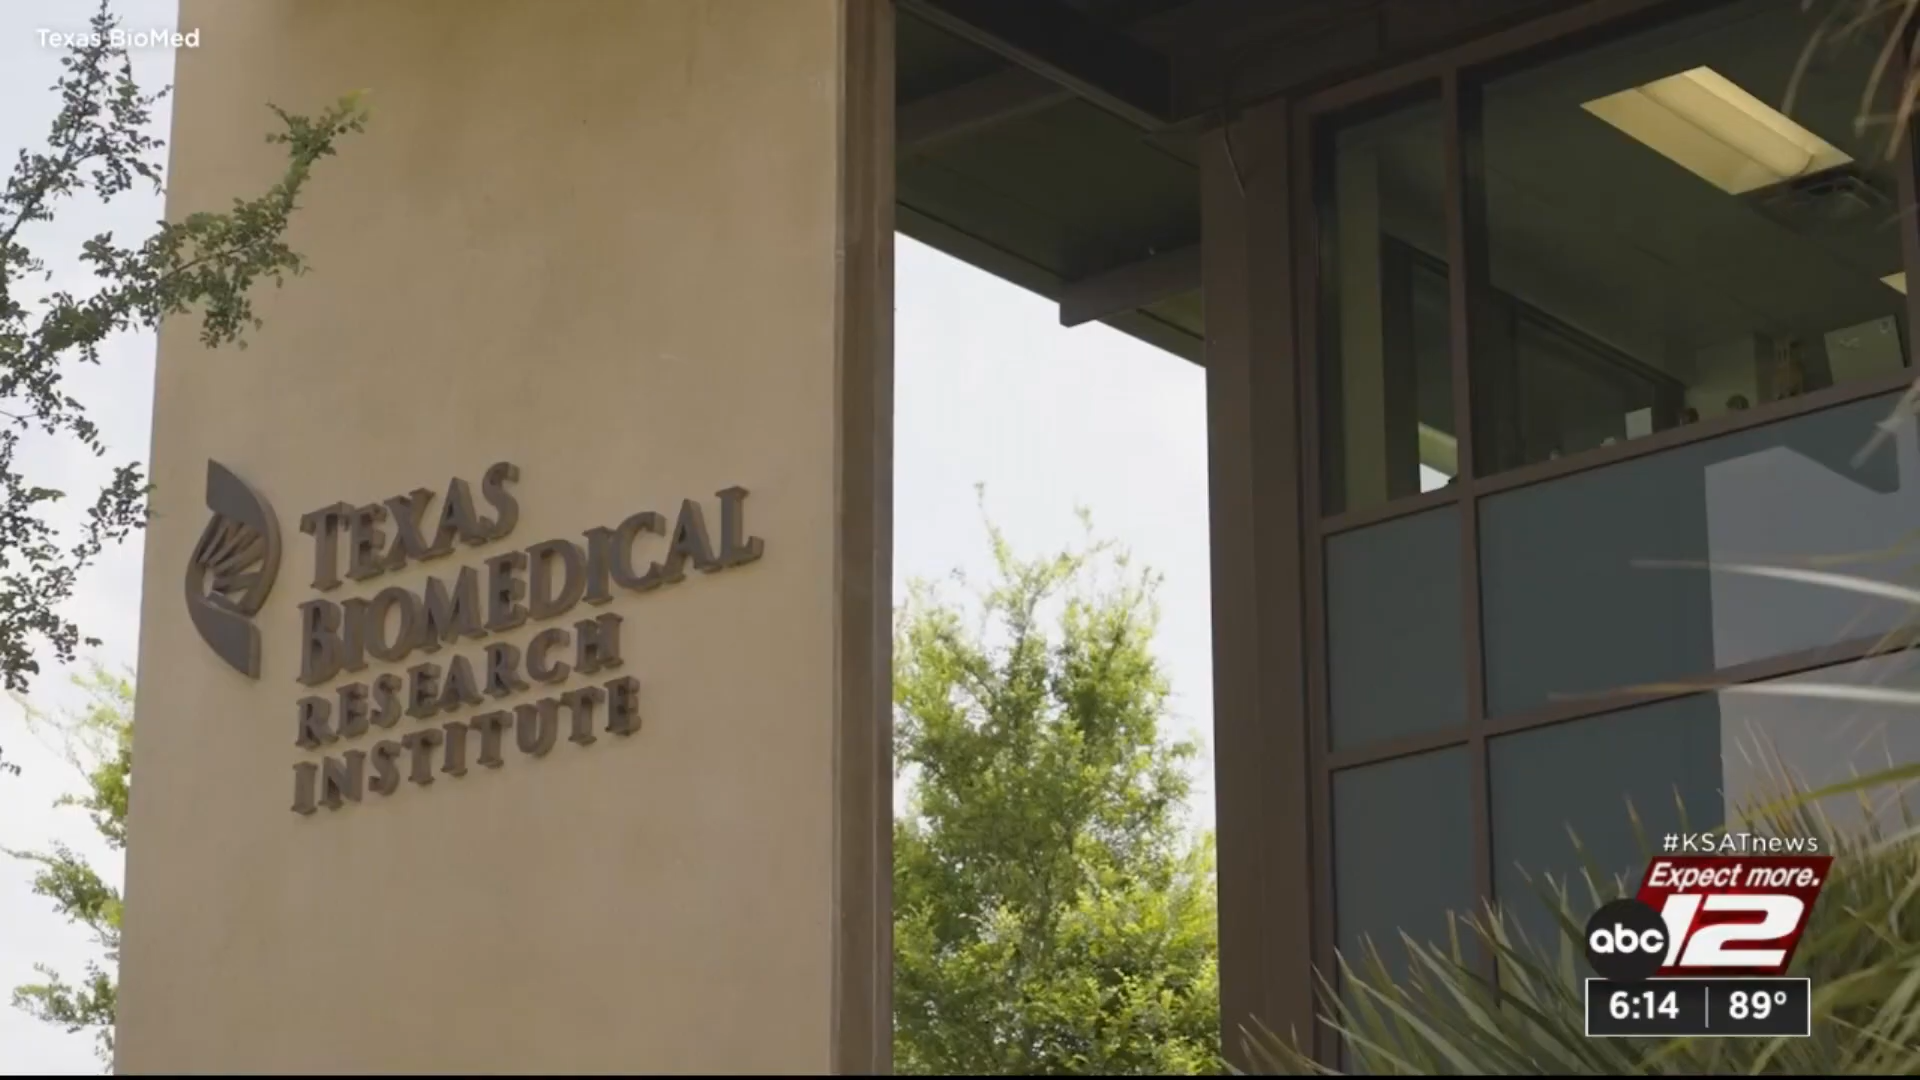 Texas BioMed
TEXAS
BIOMEDICAL
RESEARCH
INSTITUTE
#KSATnews
Expect more.
abc 12
6:14 89°